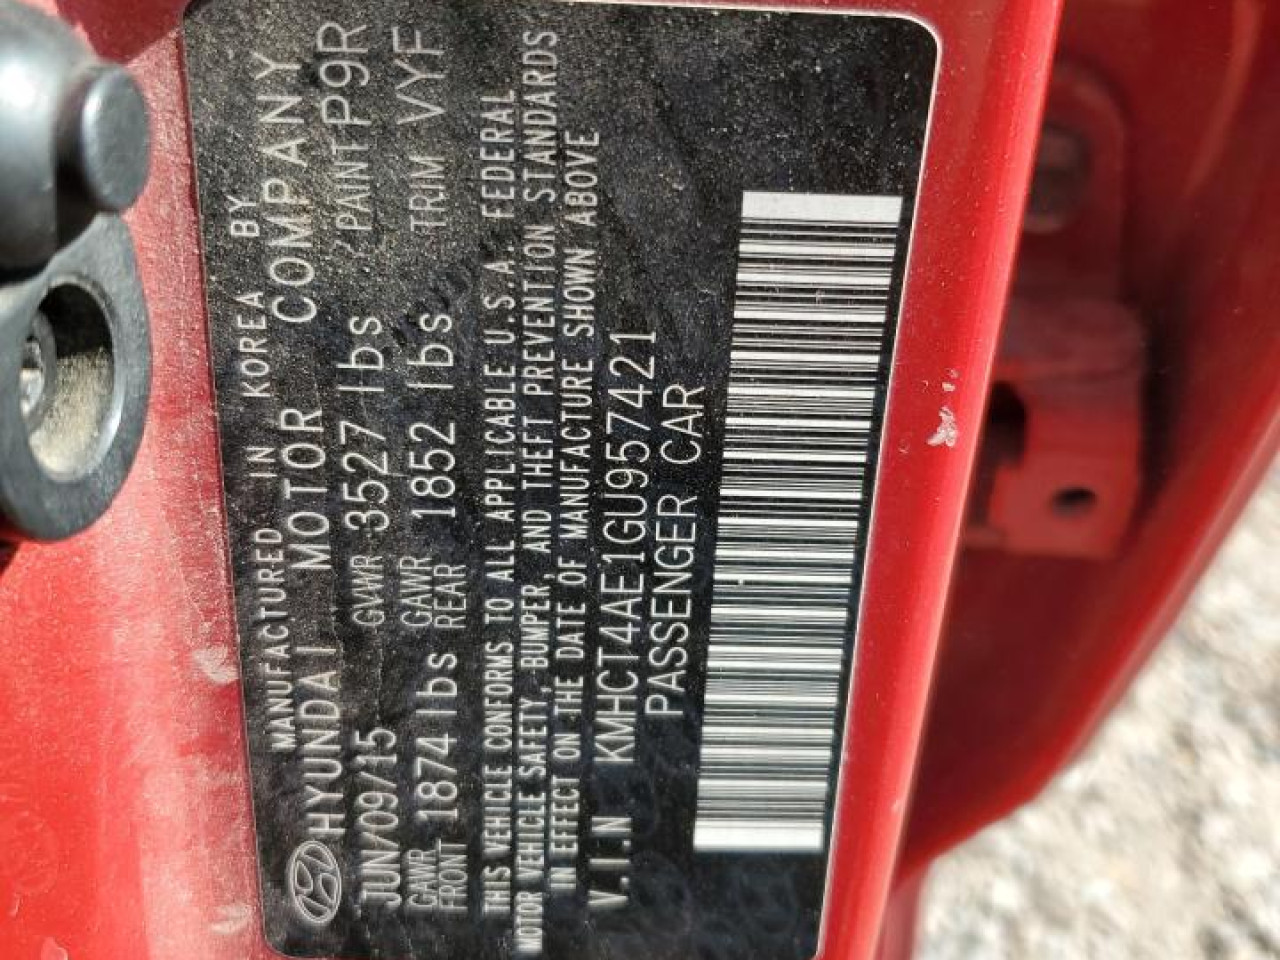 MANUFACTURED IN KOREA BY
HYUNDAI MOTOR COMPANY
JUN/09/15 GVWR 3527 lbs PAINT P9R
GAWR FRONT 1874 lbs GAWR REAR 1852 lbs TRIM VYF
THIS VEHICLE CONFORMS TO ALL APPLICABLE U.S.A. FEDERAL
MOTOR VEHICLE SAFETY, BUMPER, AND THEFT PREVENTION STANDARDS
IN EFFECT ON THE DATE OF MANUFACTURE SHOWN ABOVE
V.I.N KMHCT4AE1GU957421
PASSENGER CAR